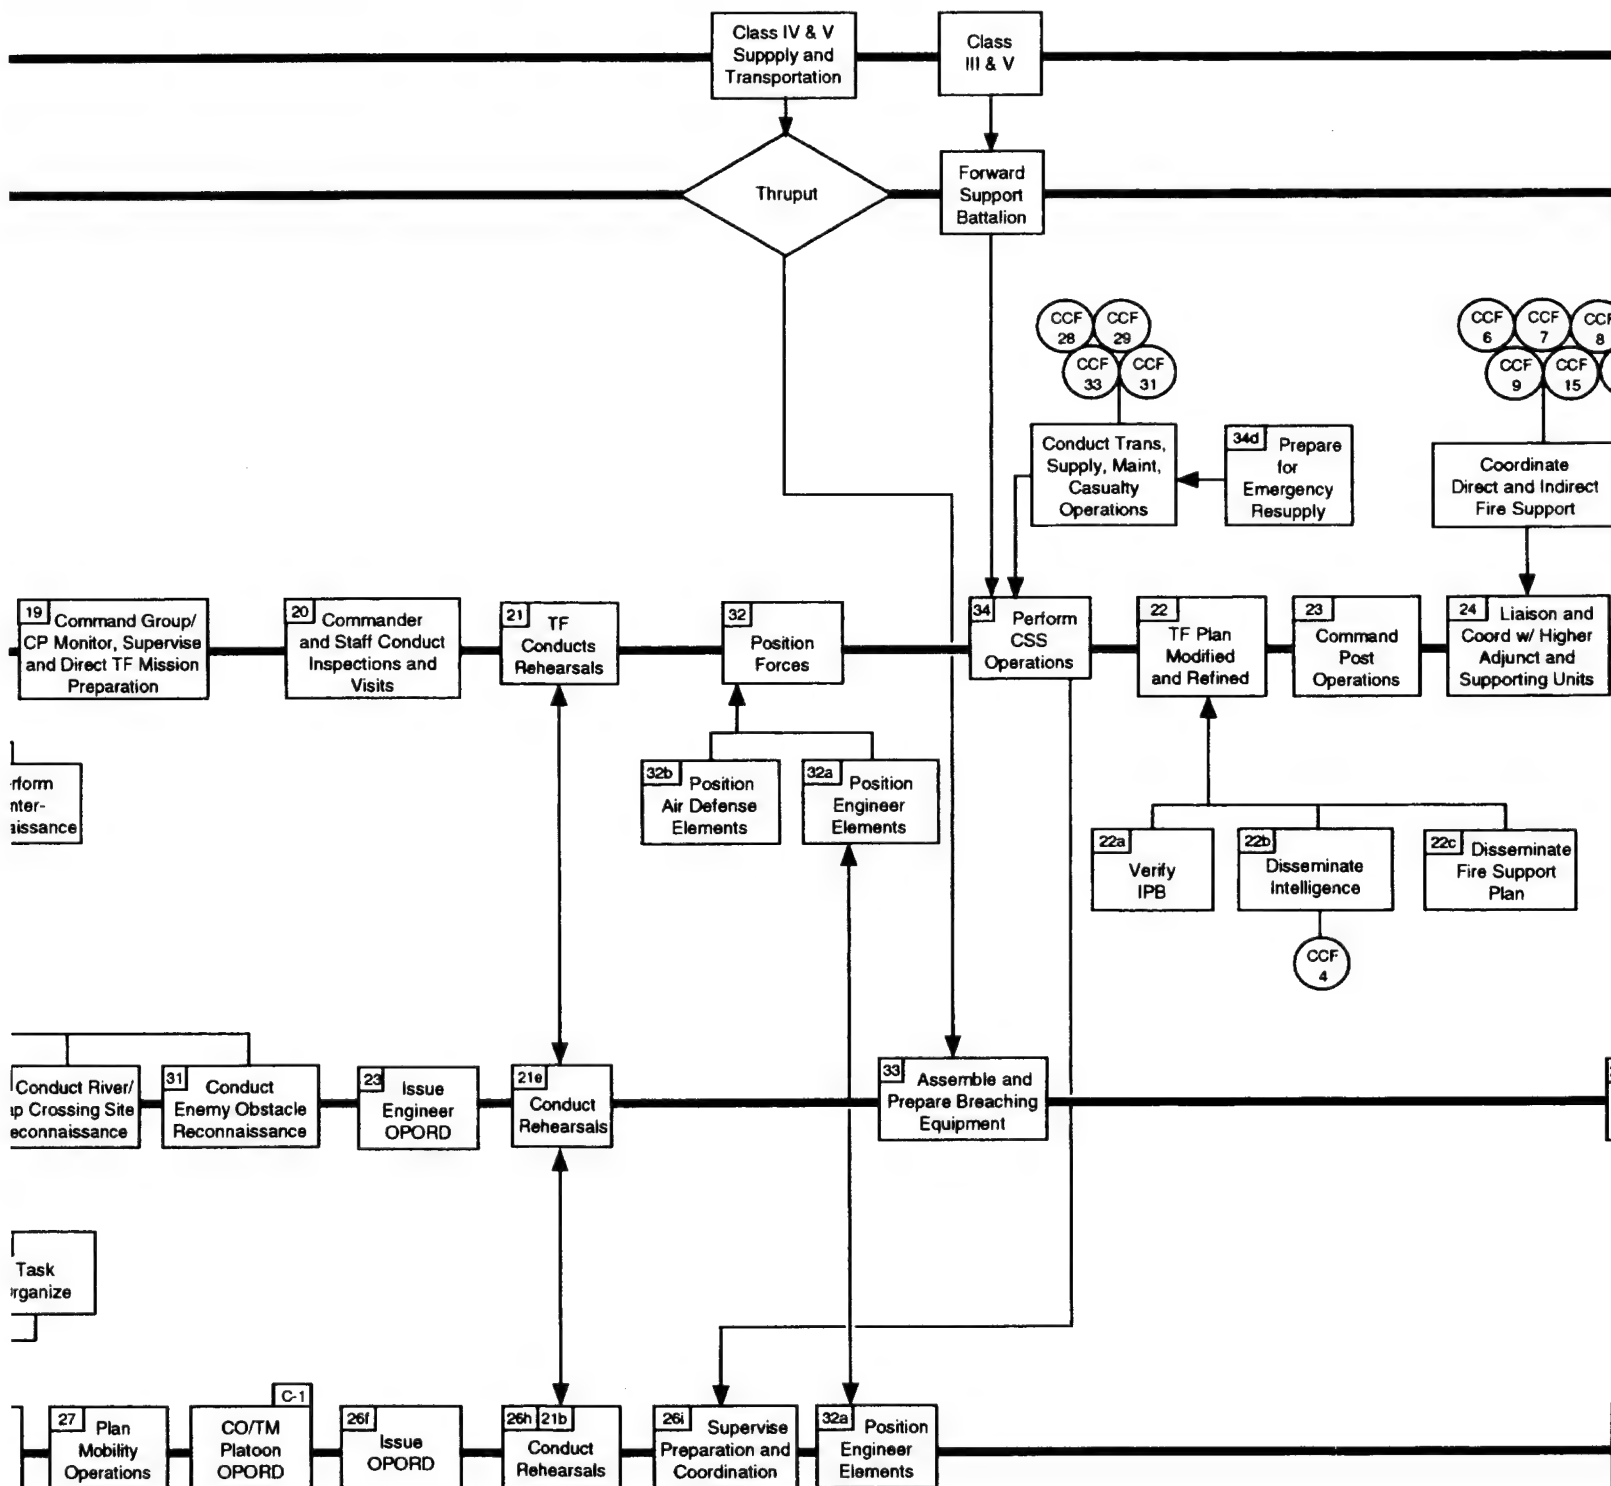 Class IV & V
Suppply and
Transportation
Class
III & V
Thruput
Forward
Support
Battalion
CCF
28
CCF
29
CCF
33
CCF
31
CCF
6
CCF
7
CCF
8
CCF
9
CCF
15
Conduct Trans,
Supply, Maint,
Casualty
Operations
34d Prepare
for
Emergency
Resupply
Coordinate
Direct and Indirect
Fire Support
19 Command Group/
CP Monitor, Supervise
and Direct TF Mission
Preparation
20 Commander
and Staff Conduct
Inspections and
Visits
21 TF
Conducts
Rehearsals
32
Position
Forces
34 Perform
CSS
Operations
22
TF Plan
Modified
and Refined
23
Command
Post
Operations
24 Liaison and
Coord w/ Higher
Adjunct and
Supporting Units
rform
nter-
aissance
32b Position
Air Defense
Elements
32a Position
Engineer
Elements
22a
Verify
IPB
22b
Disseminate
Intelligence
22c Disseminate
Fire Support
Plan
CCF
4
Conduct River/
ap Crossing Site
econnaissance
31 Conduct
Enemy Obstacle
Reconnaissance
23 Issue
Engineer
OPORD
21e
Conduct
Rehearsals
33 Assemble and
Prepare Breaching
Equipment
Task
rganize
27 Plan
Mobility
Operations
C-1
CO/TM
Platoon
OPORD
26f
Issue
OPORD
26h 21b
Conduct
Rehearsals
26i Supervise
Preparation and
Coordination
32a Position
Engineer
Elements